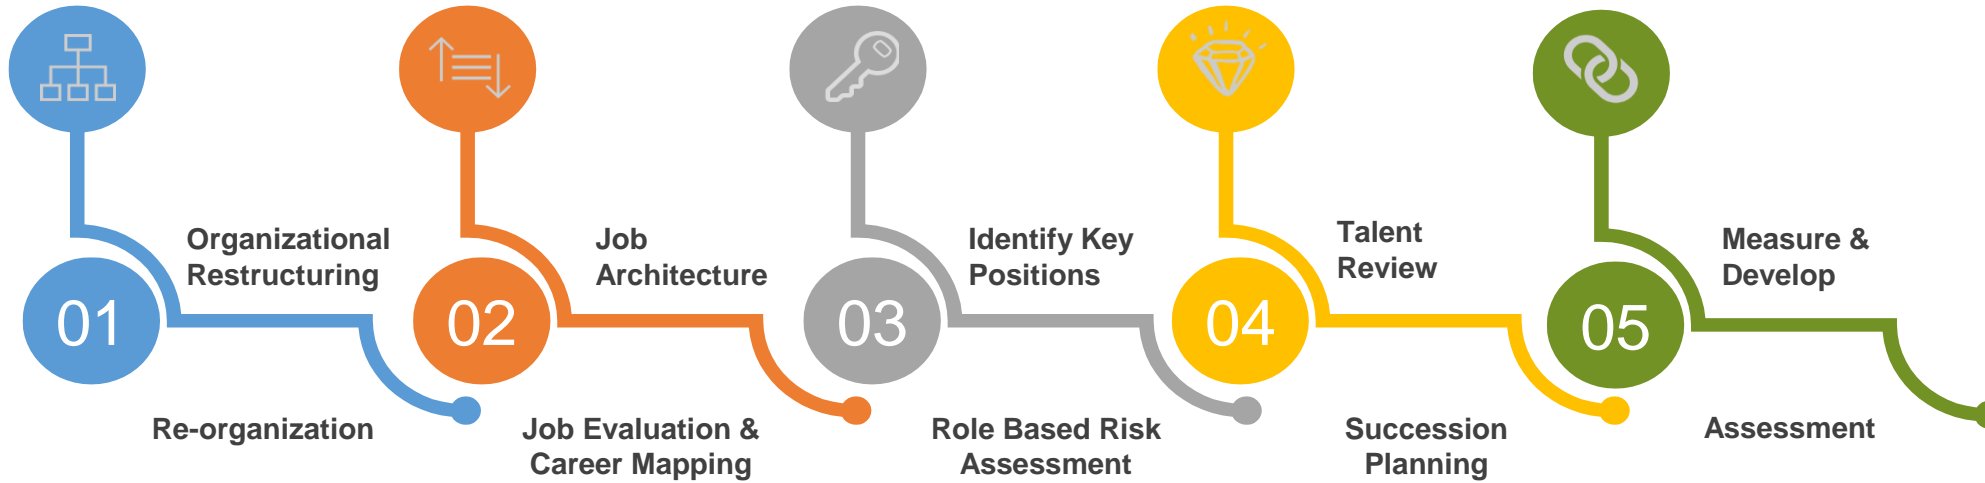 01
Organizational
Restructuring
Re-organization
02
Job
Architecture
Job Evaluation &
Career Mapping
03
Identify Key
Positions
Role Based Risk
Assessment
04
Talent
Review
Succession
Planning
05
Measure &
Develop
Assessment